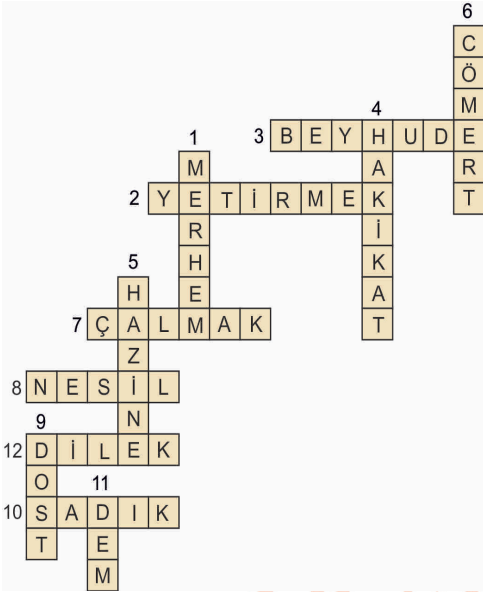 6
C
Ö
4 M
1 3 B E Y H U D E
M A R
2 Y E T İ R M E K T
R İ
5 H K
H E A
7 Ç A L M A K T
Z
8 N E S İ L
9 N
12 D İ L E K
O 11
10 S A D I K
T E
M